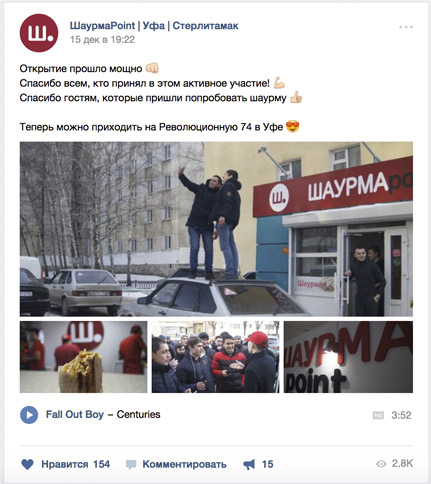 Ш.
ШаурмаPoint | Уфа | Стерлитамак
15 дек в 19:22
Открытие прошло мощно 👊🏻
Спасибо всем, кто принял в этом активное участие! 💪🏻
Спасибо гостям, которые пришли попробовать шаурму 👍🏻
Теперь можно приходить на Революционную 74 в Уфе 😍
Ш. ШАУРМАpoint
Шаурма
Ш.
ШАУРМА
point
Fall Out Boy – Centuries
HD 3:52
Нравится 154 Комментировать 15 2.8K